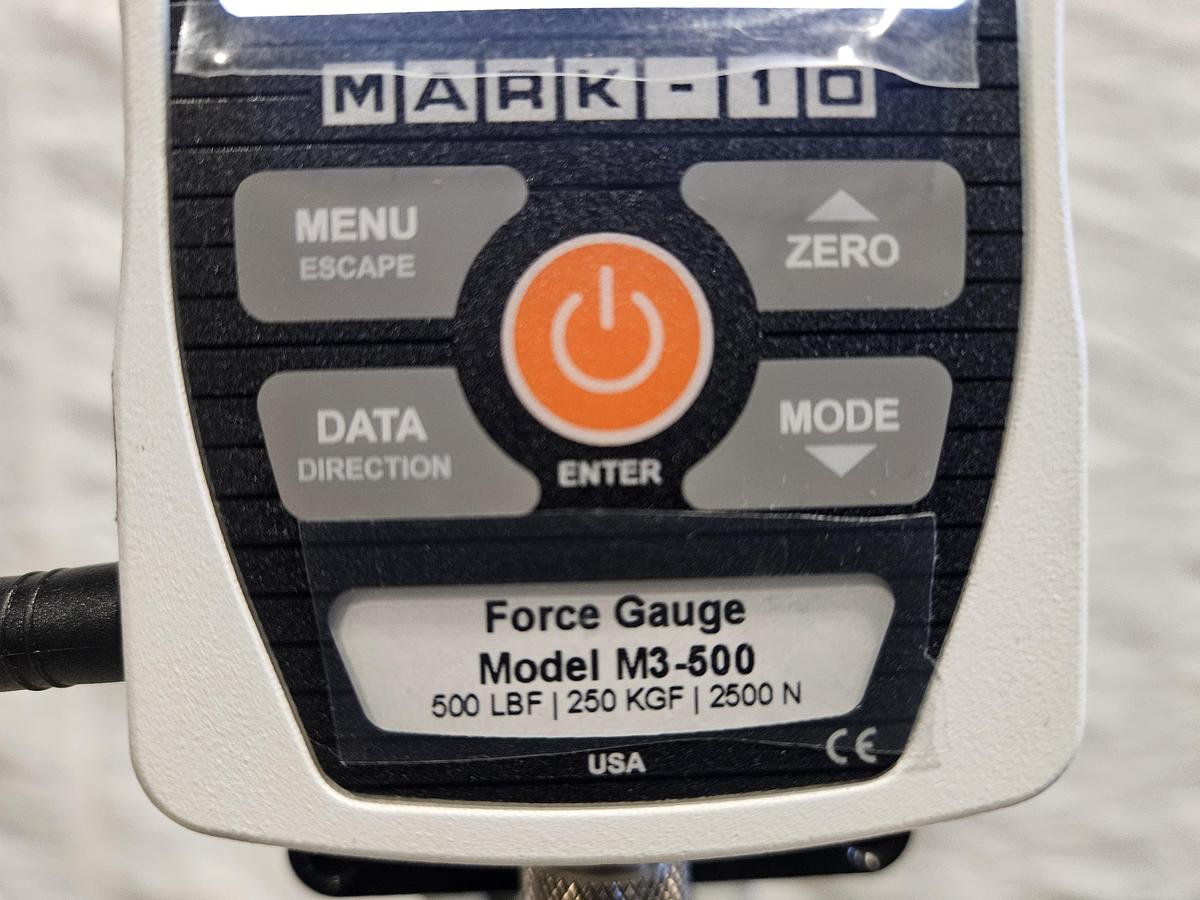 MARK-10
MENU
ESCAPE
ZERO
DATA
DIRECTION
MODE
ENTER
Force Gauge
Model M3-500
500 LBF | 250 KGF | 2500 N
USA
CE